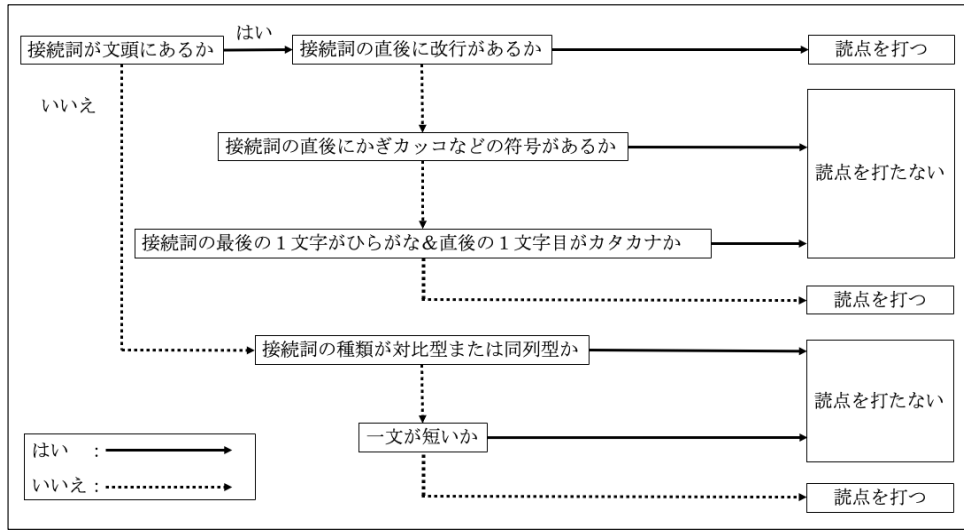 接続詞が文頭にあるか
はい
接続詞の直後に改行があるか
読点を打つ
いいえ
接続詞の直後にかぎカッコなどの符号があるか
読点を打たない
接続詞の最後の1文字がひらがな&直後の1文字目がカタカナか
読点を打つ
接続詞の種類が対比型または同列型か
読点を打たない
一文が短いか
はい :
いいえ:
読点を打つ